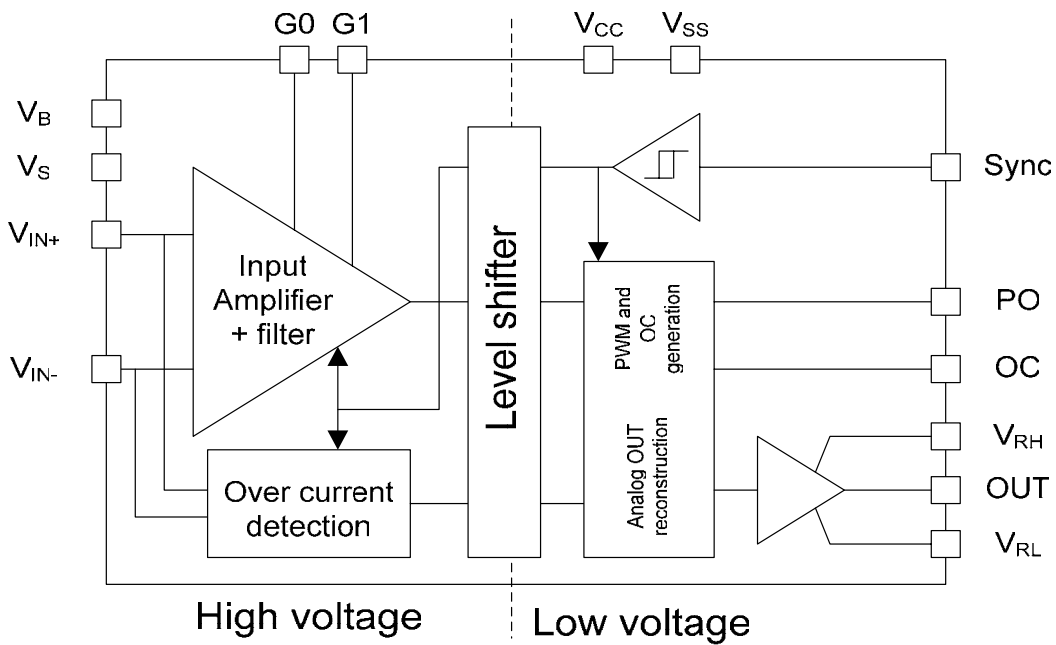 G0 G1 VCC VSS
VB
VS
VIN+
VIN-
Input
Amplifier
+ filter
Over current
detection
Level shifter
PWM and
OC
generation
Analog OUT
reconstruction
Sync
PO
OC
VRH
OUT
VRL
High voltage
Low voltage